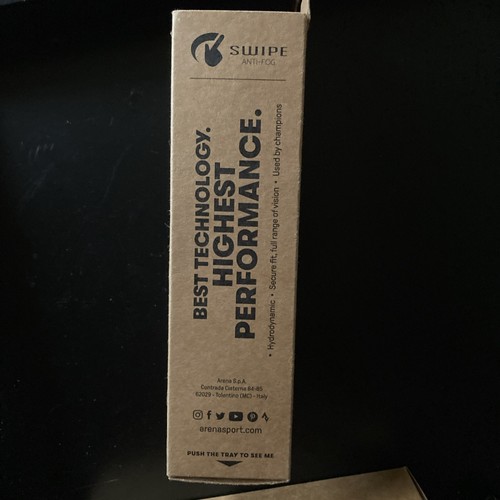 SWIPE
ANTI-FOG
BEST TECHNOLOGY.
HIGHEST
PERFORMANCE.
• Hydrodynamic • Secure fit, full range of vision • Used by champions
Arena S.p.A.
Contrada Cisterna 84-85
62029 - Tolentino (MC) - Italy
arenasport.com
PUSH THE TRAY TO SEE ME